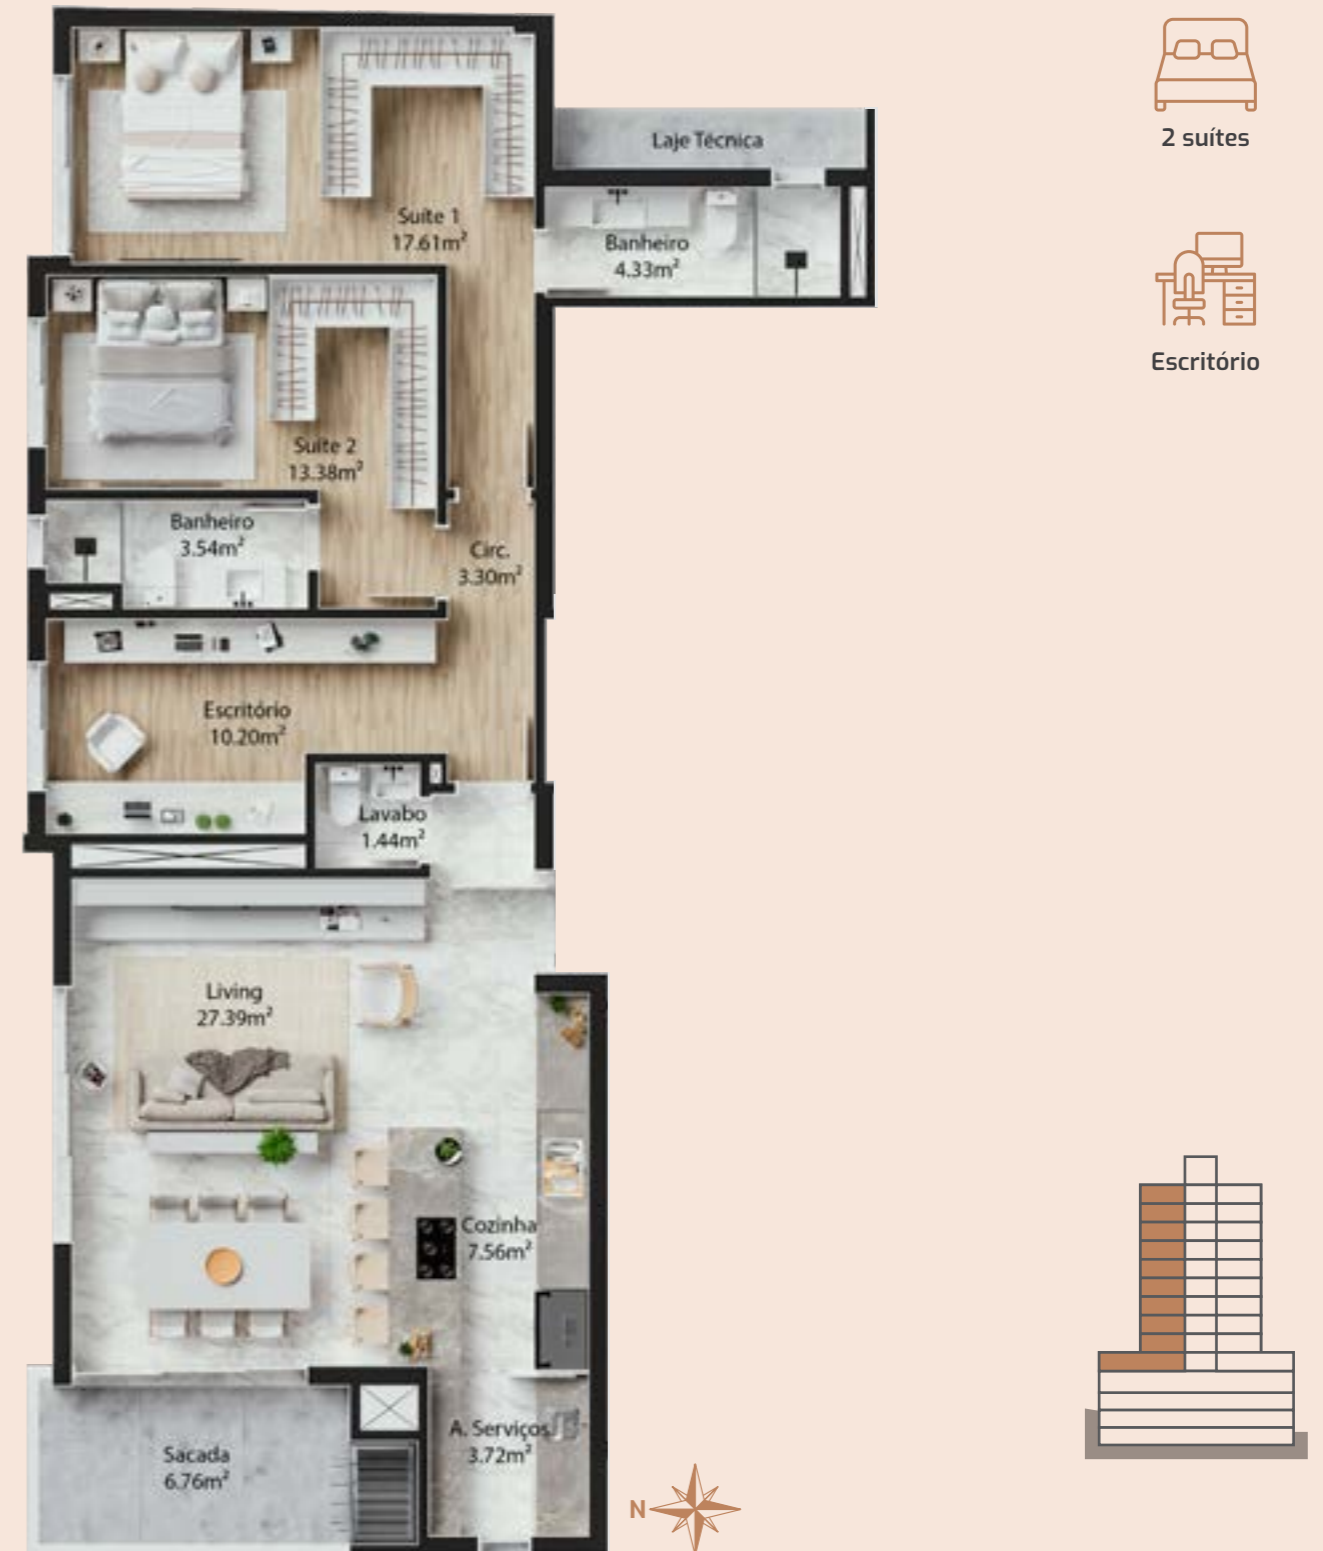 2 suítes
Escritório
Laje Técnica
Suíte 1
17.61m²
Banheiro
4.33m²
Suíte 2
13.38m²
Banheiro
3.54m²
Circ.
3.30m²
Escritório
10.20m²
Lavabo
1.44m²
Living
27.39m²
Cozinha
7.56m²
A. Serviços
3.72m²
Sacada
6.76m²
N